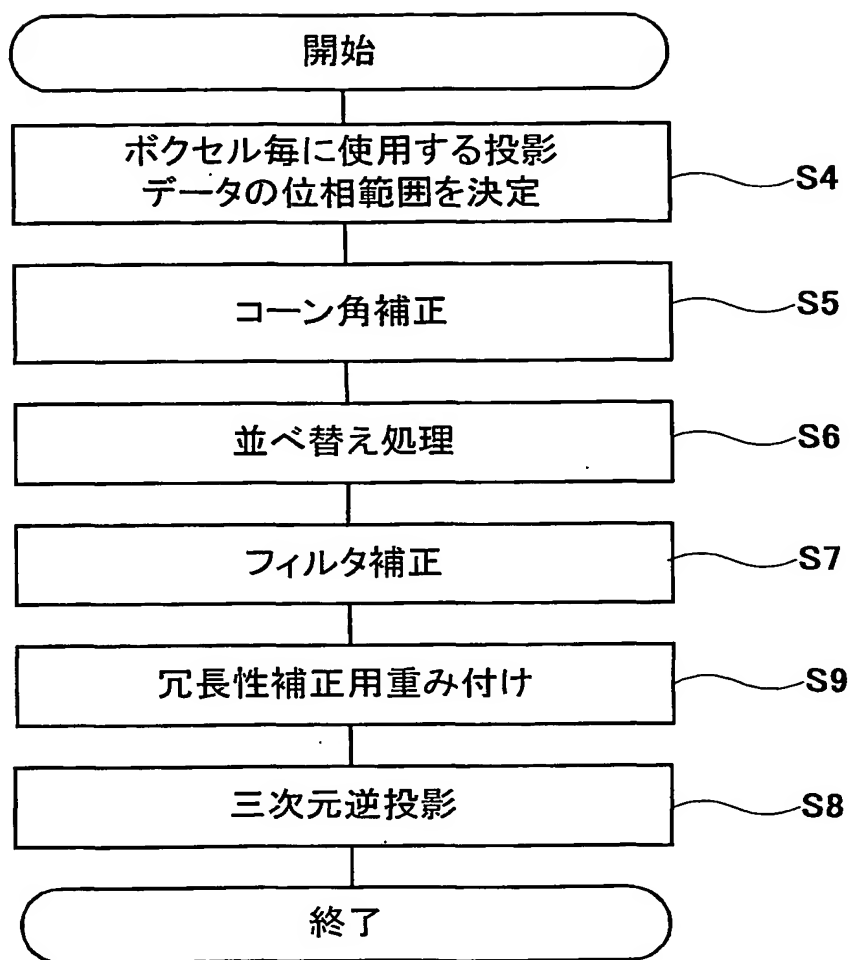 開始
ボクセル毎に使用する投影
データの位相範囲を決定
S4
コーン角補正
S5
並べ替え処理
S6
フィルタ補正
S7
冗長性補正用重み付け
S9
三次元逆投影
S8
終了